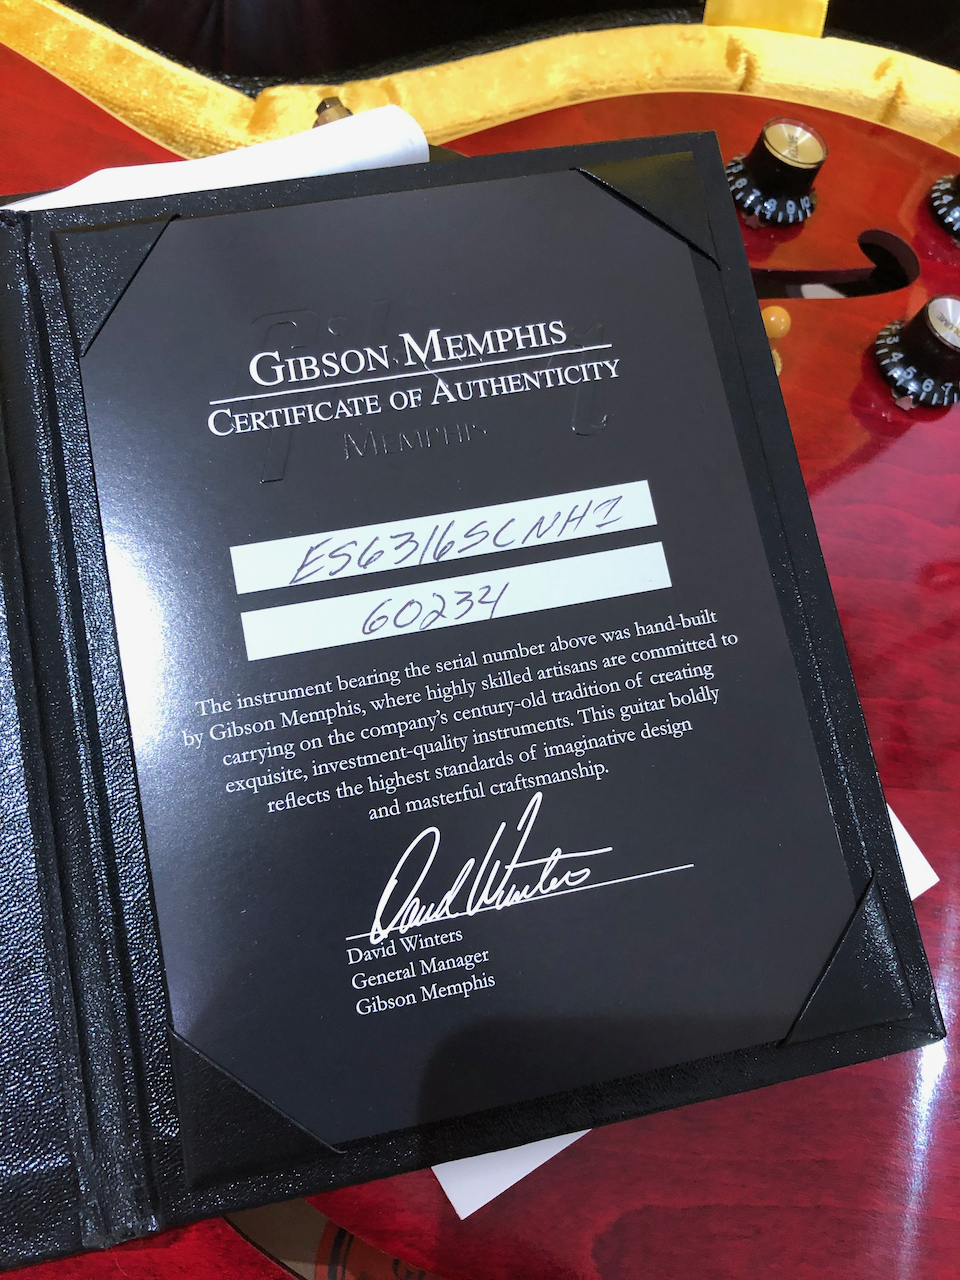 GIBSON MEMPHIS
CERTIFICATE OF AUTHENTICITY
Gibson
MEMPHIS
ES6316SCNH1
60234
The instrument bearing the serial number above was hand-built
by Gibson Memphis, where highly skilled artisans are committed to
carrying on the company's century-old tradition of creating
exquisite, investment-quality instruments. This guitar boldly
reflects the highest standards of imaginative design
and masterful craftsmanship.
David Winters
David Winters
General Manager
Gibson Memphis